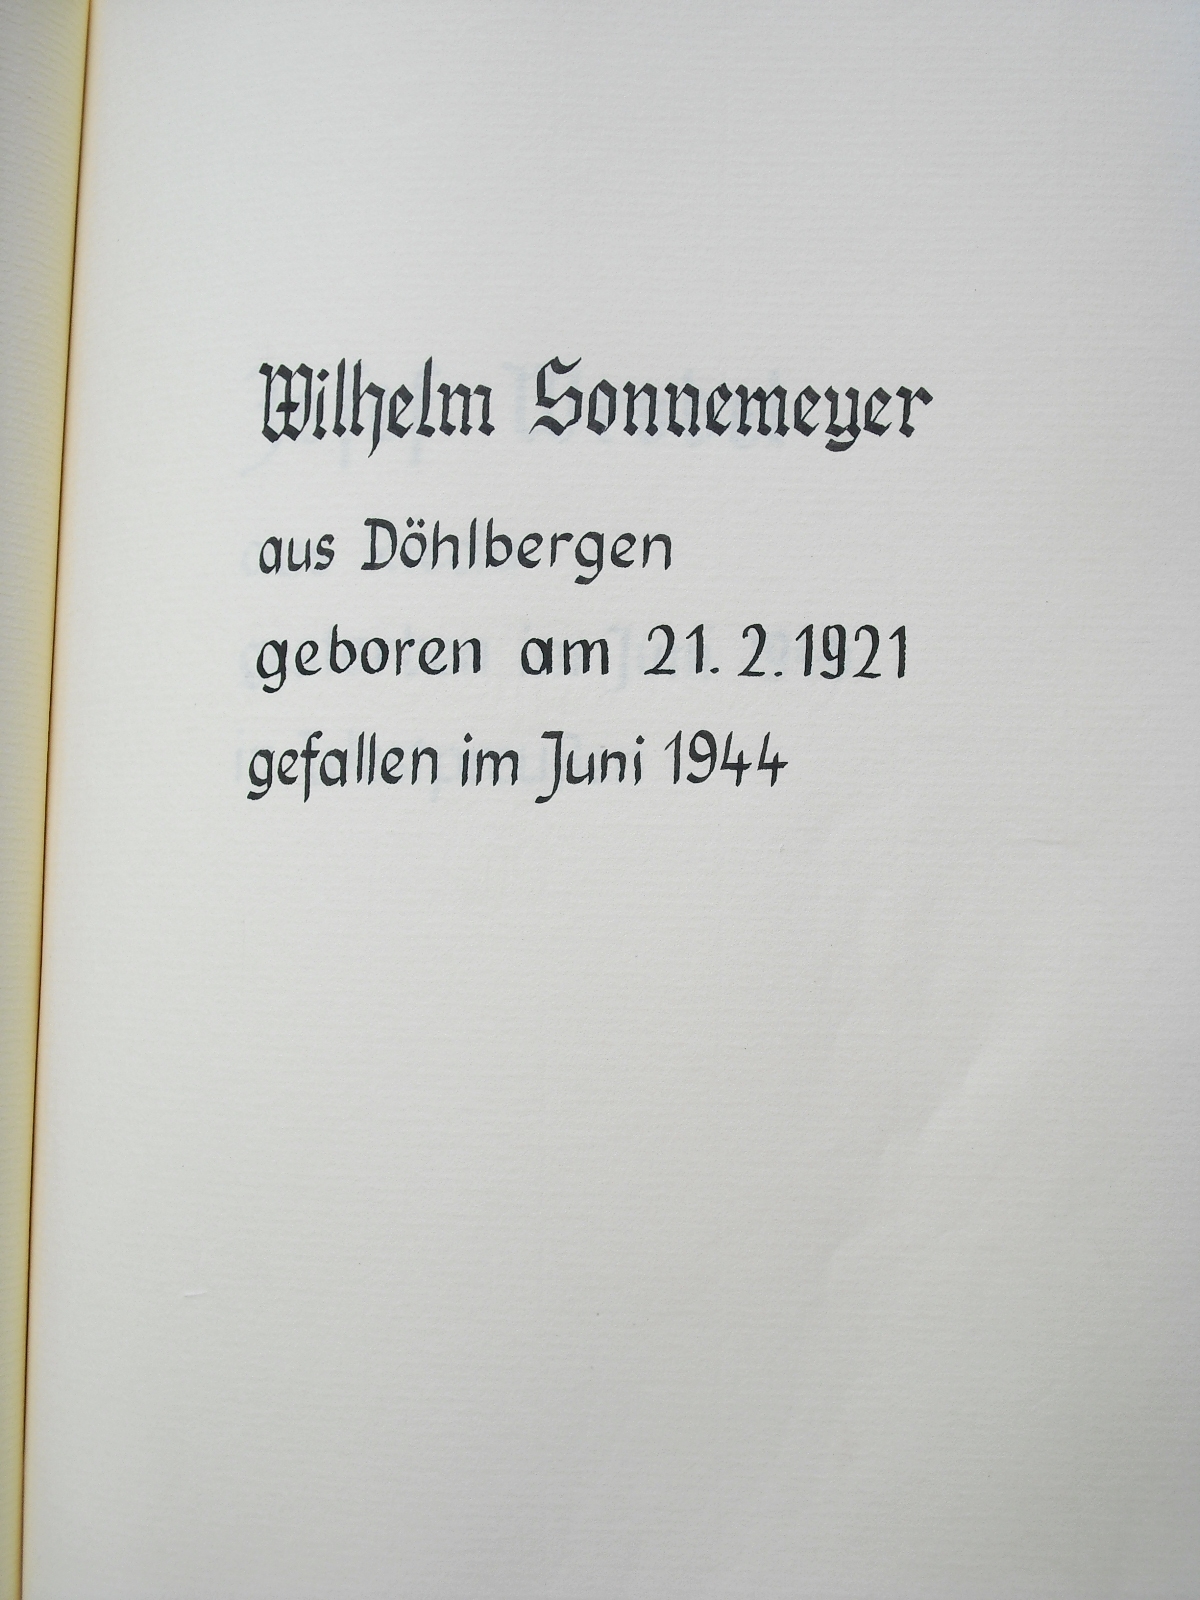 Wilhelm Sonnemeyer
aus Döhlbergen
geboren am 21. 2. 1921
gefallen im Juni 1944